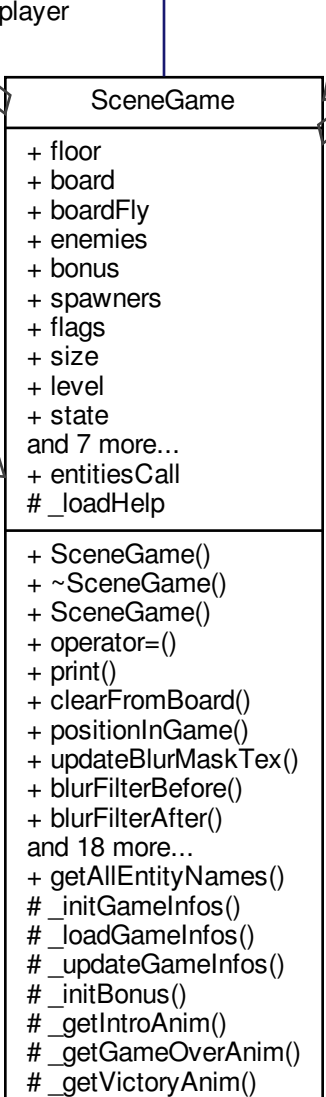 player
SceneGame
+ floor
+ board
+ boardFly
+ enemies
+ bonus
+ spawners
+ flags
+ size
+ level
+ state
and 7 more...
+ entitiesCall
# _loadHelp
+ SceneGame()
+ ~SceneGame()
+ SceneGame()
+ operator=()
+ print()
+ clearFromBoard()
+ positionInGame()
+ updateBlurMaskTex()
+ blurFilterBefore()
+ blurFilterAfter()
and 18 more...
+ getAllEntityNames()
# _initGameInfos()
# _loadGameInfos()
# _updateGameInfos()
# _initBonus()
# _getIntroAnim()
# _getGameOverAnim()
# _getVictoryAnim()